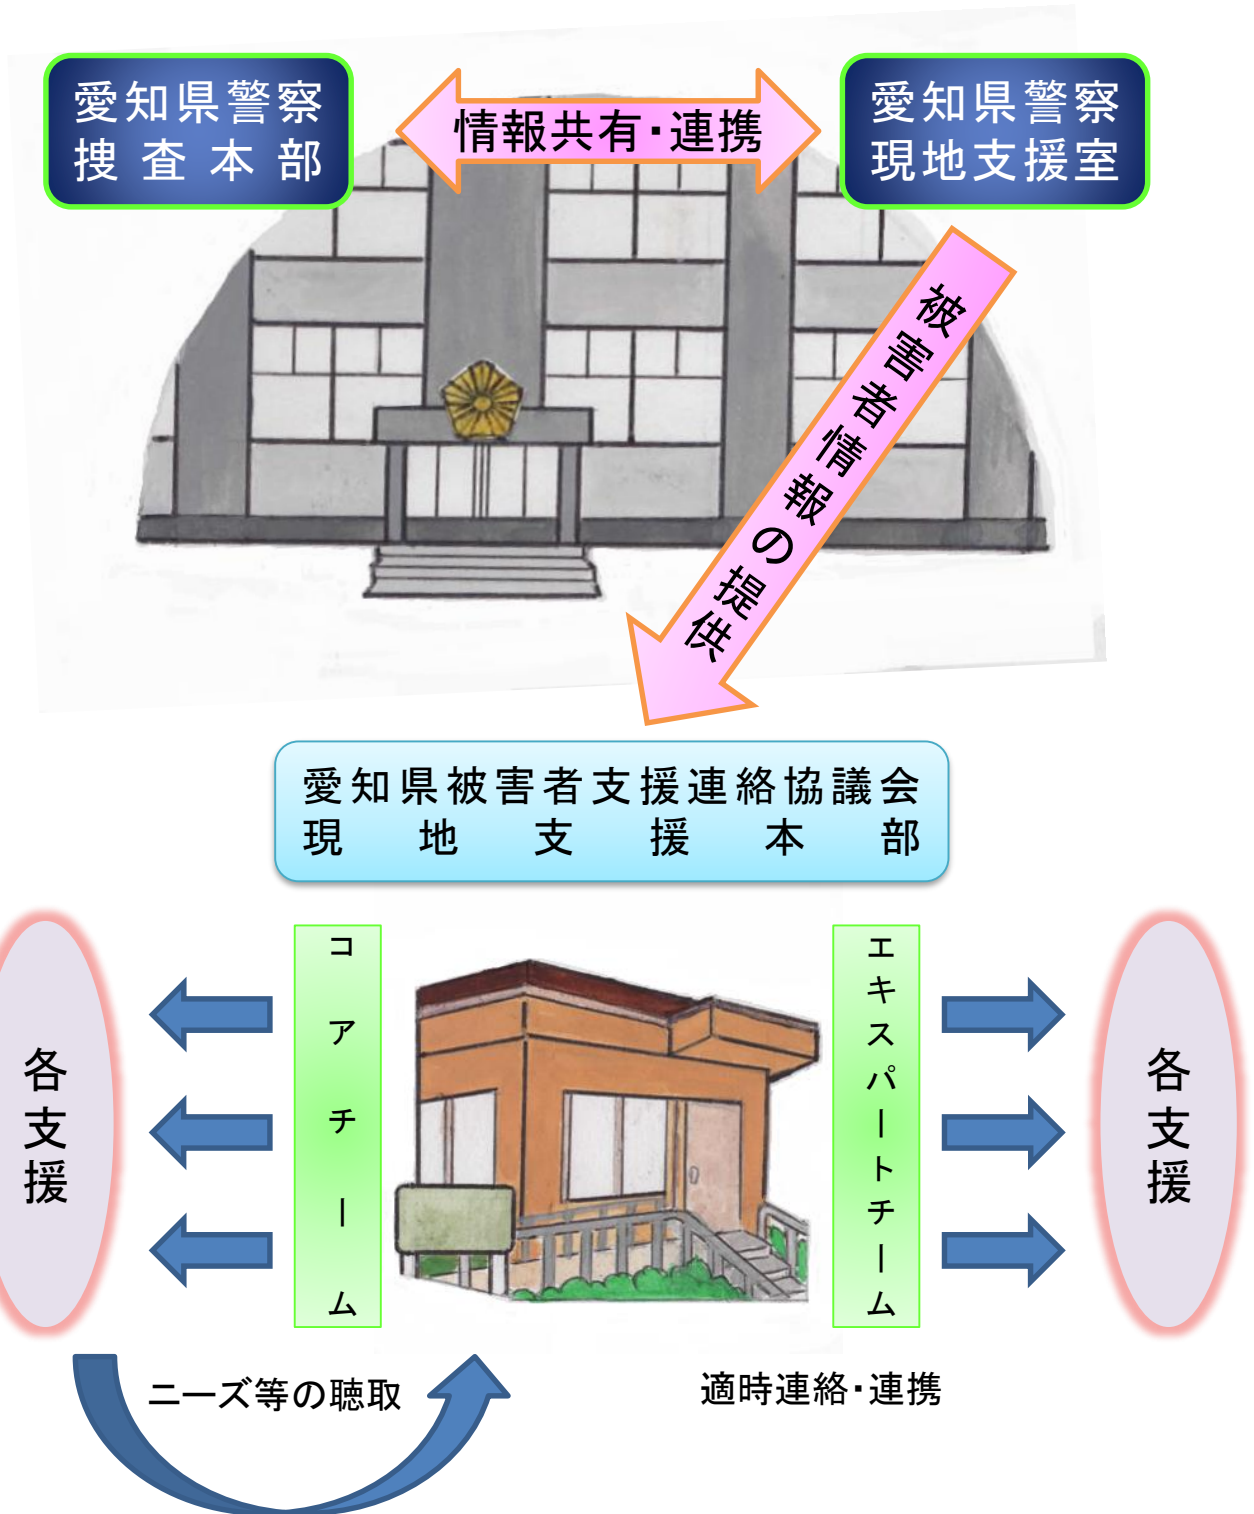 愛知県警察
捜査本部
情報共有・連携
愛知県警察
現地支援室
被害者情報の提供
愛知県被害者支援連絡協議会
現地支援本部
各支援
コアチーム
エキスパートチーム
各支援
ニーズ等の聴取
適時連絡・連携